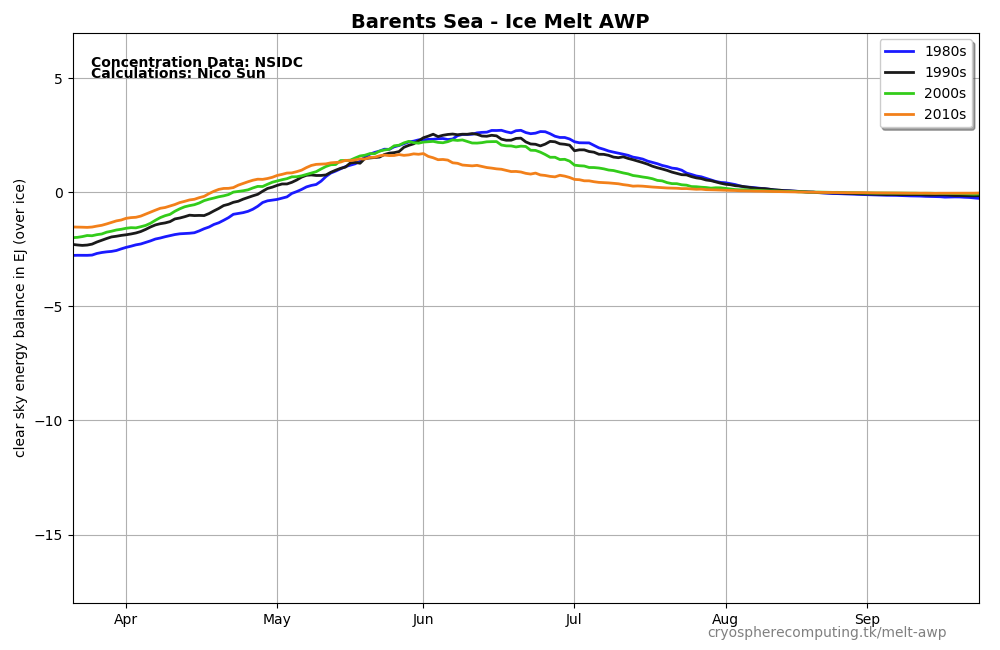 Barents Sea - Ice Melt AWP
Concentration Data: NSIDC
Calculations: Nico Sun
1980s
1990s
2000s
2010s
clear sky energy balance in EJ (over ice)
5
0
−5
−10
−15
Apr May Jun Jul Aug Sep
cryospherecomputing.tk/melt-awp